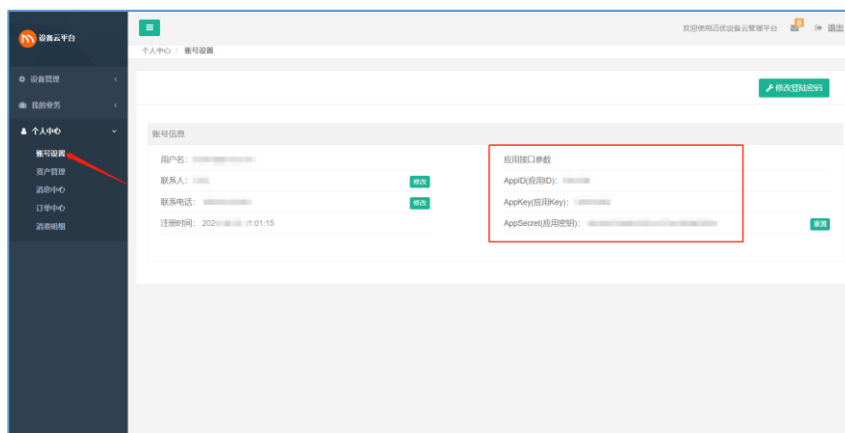 设备云平台
欢迎使用迈优设备云管理平台
退出
个人中心 / 账号设置
设备管理
我的业务
个人中心
账号设置
资产管理
消息中心
订单中心
消费明细
修改登陆密码
账号信息
用户名：
联系人：
修改
联系电话：
修改
注册时间：
应用接口参数
AppID(应用ID)：
AppKey(应用Key)：
AppSecret(应用密钥)：
重置